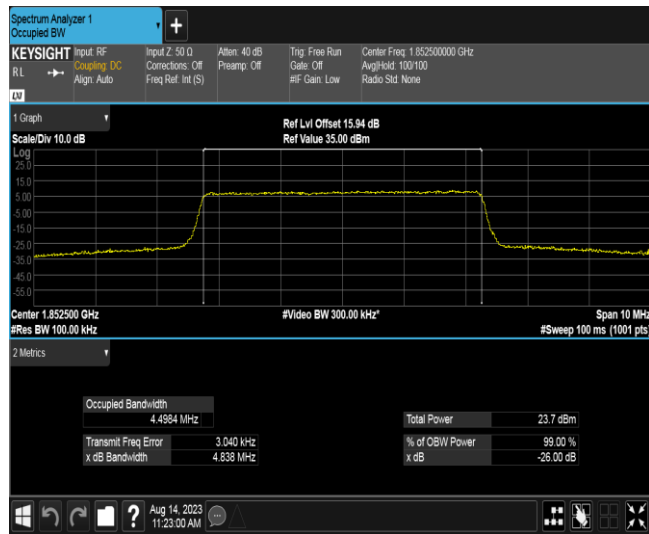 Spectrum Analyzer 1
Occupied BW
+
KEYSIGHT
RL
LXI
Input: RF
Coupling: DC
Align: Auto
Input Z: 50 Ω
Corrections: Off
Freq Ref: Int (S)
Atten: 40 dB
Preamp: Off
Trig: Free Run
Gate: Off
#IF Gain: Low
Center Freq: 1.852500000 GHz
Avg|Hold: 100/100
Radio Std: None
1 Graph
Scale/Div 10.0 dB
Ref Lvl Offset 15.94 dB
Ref Value 35.00 dBm
Log
25.0
15.0
5.00
-5.00
-15.0
-25.0
-35.0
-45.0
-55.0
Center 1.852500 GHz
#Video BW 300.00 kHz*
Span 10 MHz
#Res BW 100.00 kHz
#Sweep 100 ms (1001 pts)
2 Metrics
Occupied Bandwidth
4.4984 MHz
Total Power 23.7 dBm
Transmit Freq Error 3.040 kHz
% of OBW Power 99.00 %
x dB Bandwidth 4.838 MHz
x dB -26.00 dB
?
Aug 14, 2023
11:23:00 AM